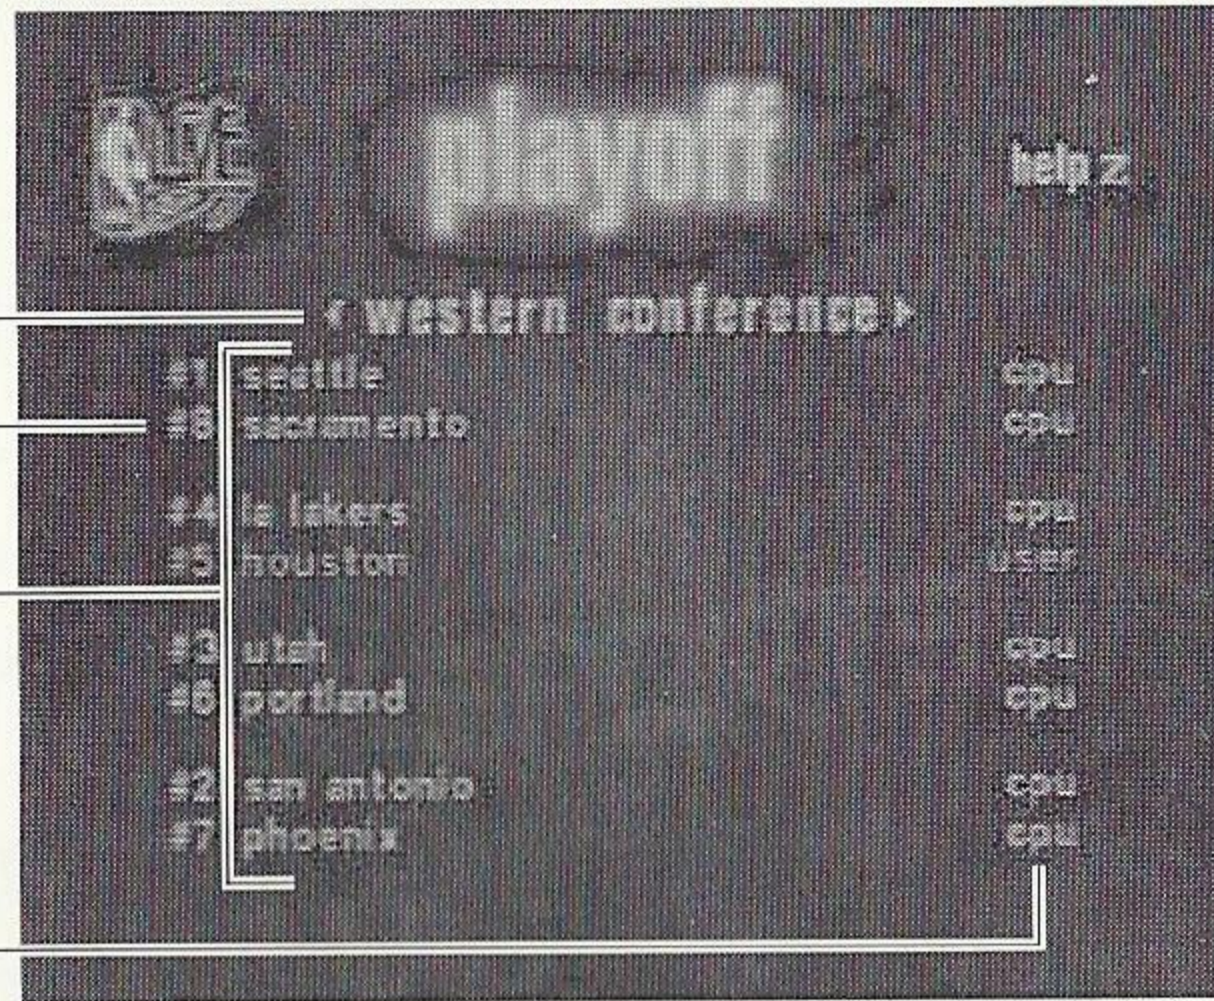 LIVE
playoff
help z
western conference
#1 seattle cpu
#8 sacramento cpu
#4 la lakers cpu
#5 houston user
#3 utah cpu
#6 portland cpu
#2 san antonio cpu
#7 phoenix cpu